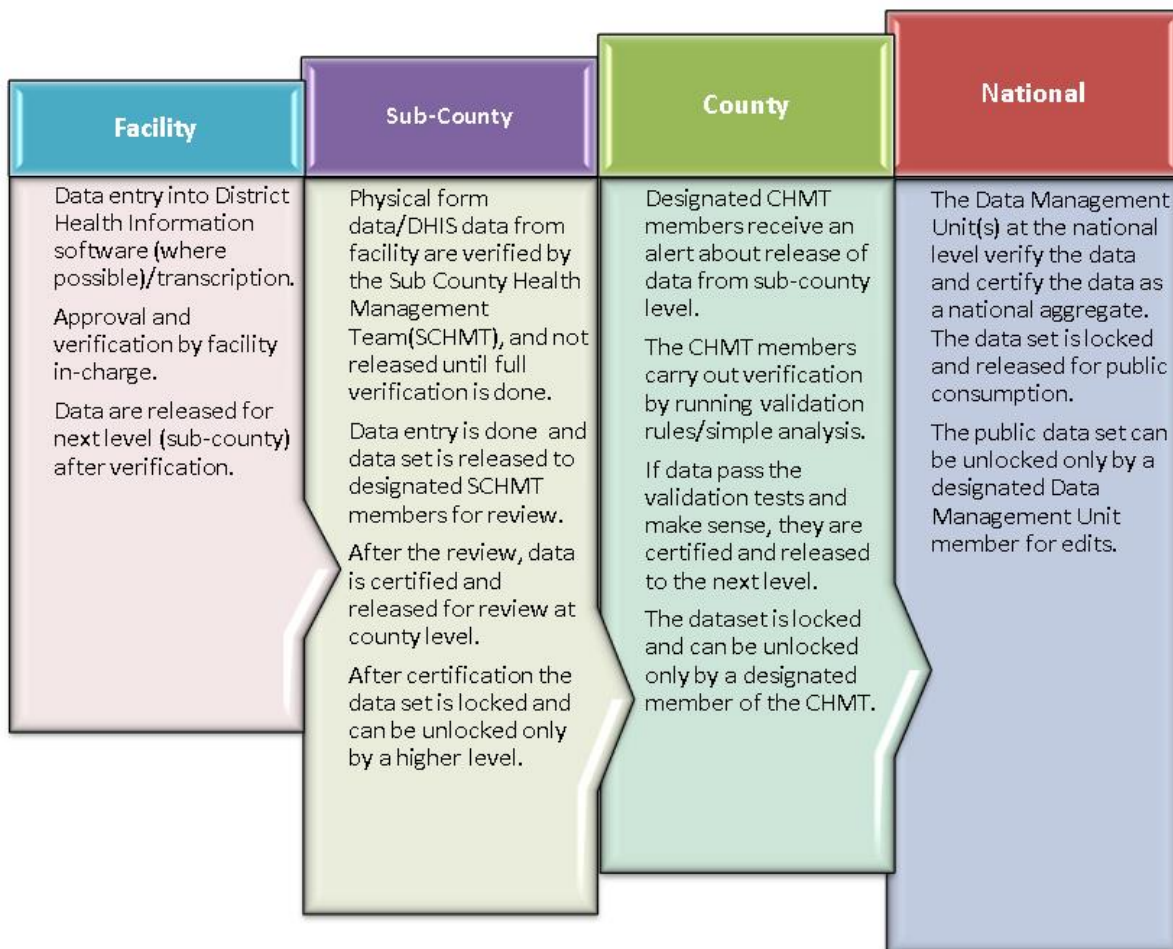 Facility
Data entry into District
Health Information
software (where
possible)/transcription.
Approval and
verification by facility
in-charge.
Data are released for
next level (sub-county)
after verification.
Sub-County
Physical form
data/DHIS data from
facility are verified by
the Sub County Health
Management
Team(SCHMT), and not
released until full
verification is done.
Data entry is done and
data set is released to
designated SCHMT
members for review.
After the review, data
is certified and
released for review at
county level.
After certification the
data set is locked and
can be unlocked only
by a higher level.
County
Designated CHMT
members receive an
alert about release of
data from sub-county
level.
The CHMT members
carry out verification
by running validation
rules/simple analysis.
If data pass the
validation tests and
make sense, they are
certified and released
to the next level.
The dataset is locked
and can be unlocked
only by a designated
member of the CHMT.
National
The Data Management
Unit(s) at the national
level verify the data
and certify the data as
a national aggregate.
The data set is locked
and released for public
consumption.
The public data set can
be unlocked only by a
designated Data
Management Unit
member for edits.